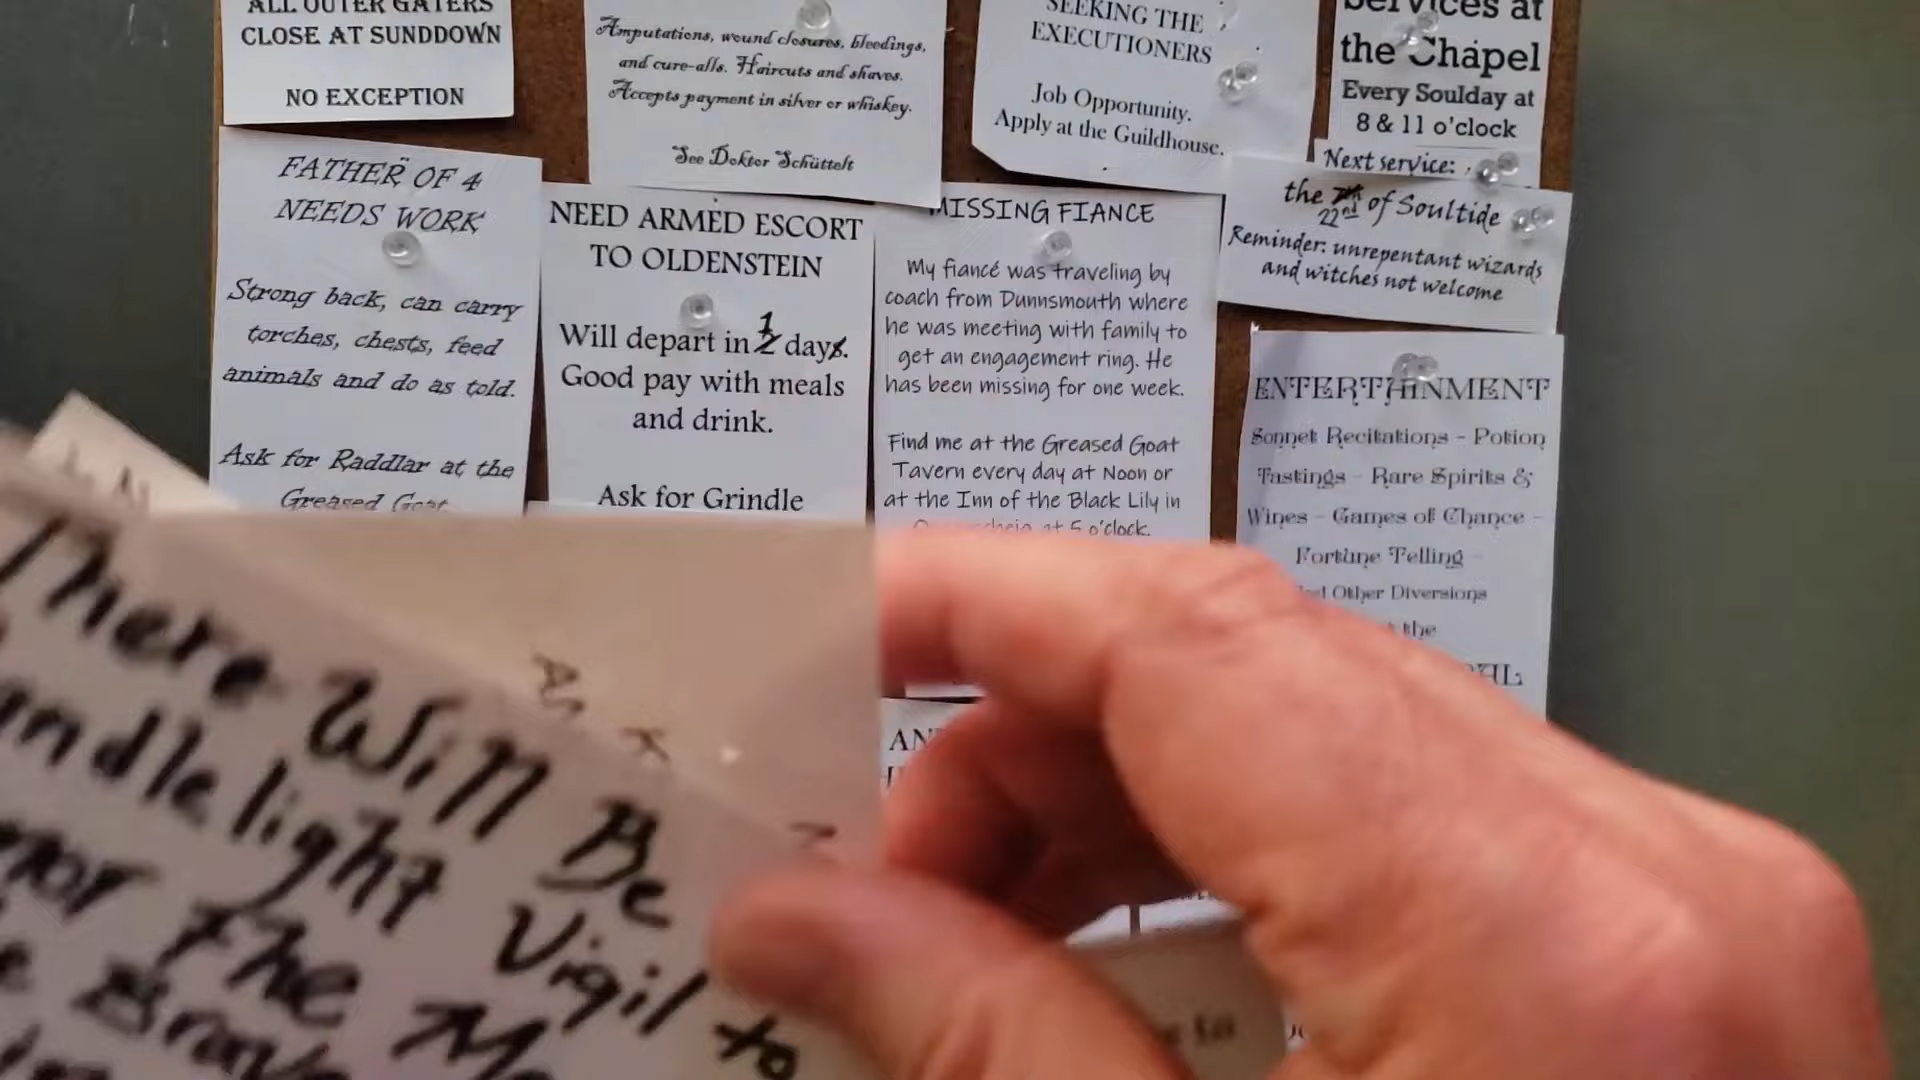 ALL OUTER GATERS
CLOSE AT SUNDDOWN
NO EXCEPTION
Amputations, wound closures, bleedings,
and cure-alls. Haircuts and shaves.
Accepts payment in silver or whiskey.
See Doktor Schüttelt
SEEKING THE
EXECUTIONERS
Job Opportunity.
Apply at the Guildhouse.
Services at
the Chapel
Every Soulday at
8 & 11 o'clock
Next service:
the 22nd of Soultide
Reminder: unrepentant wizards
and witches not welcome
FATHER OF 4
NEEDS WORK
Strong back, can carry
torches, chests, feed
animals and do as told.
Ask for Raddlar at the
Greased Goat
NEED ARMED ESCORT
TO OLDENSTEIN
Will depart in 1 day.
Good pay with meals
and drink.
Ask for Grindle
MISSING FIANCE
My fiancé was traveling by
coach from Dunnsmouth where
he was meeting with family to
get an engagement ring. He
has been missing for one week.
Find me at the Greased Goat
Tavern every day at Noon or
at the Inn of the Black Lily in
at 5 o'clock.
ENTERTAINMENT
Sonnet Recitations - Potion
Tastings - Rare Spirits &
Wines - Games of Chance -
Fortune Telling -
Other Diversions
the
There Will Be
Vigil to
The